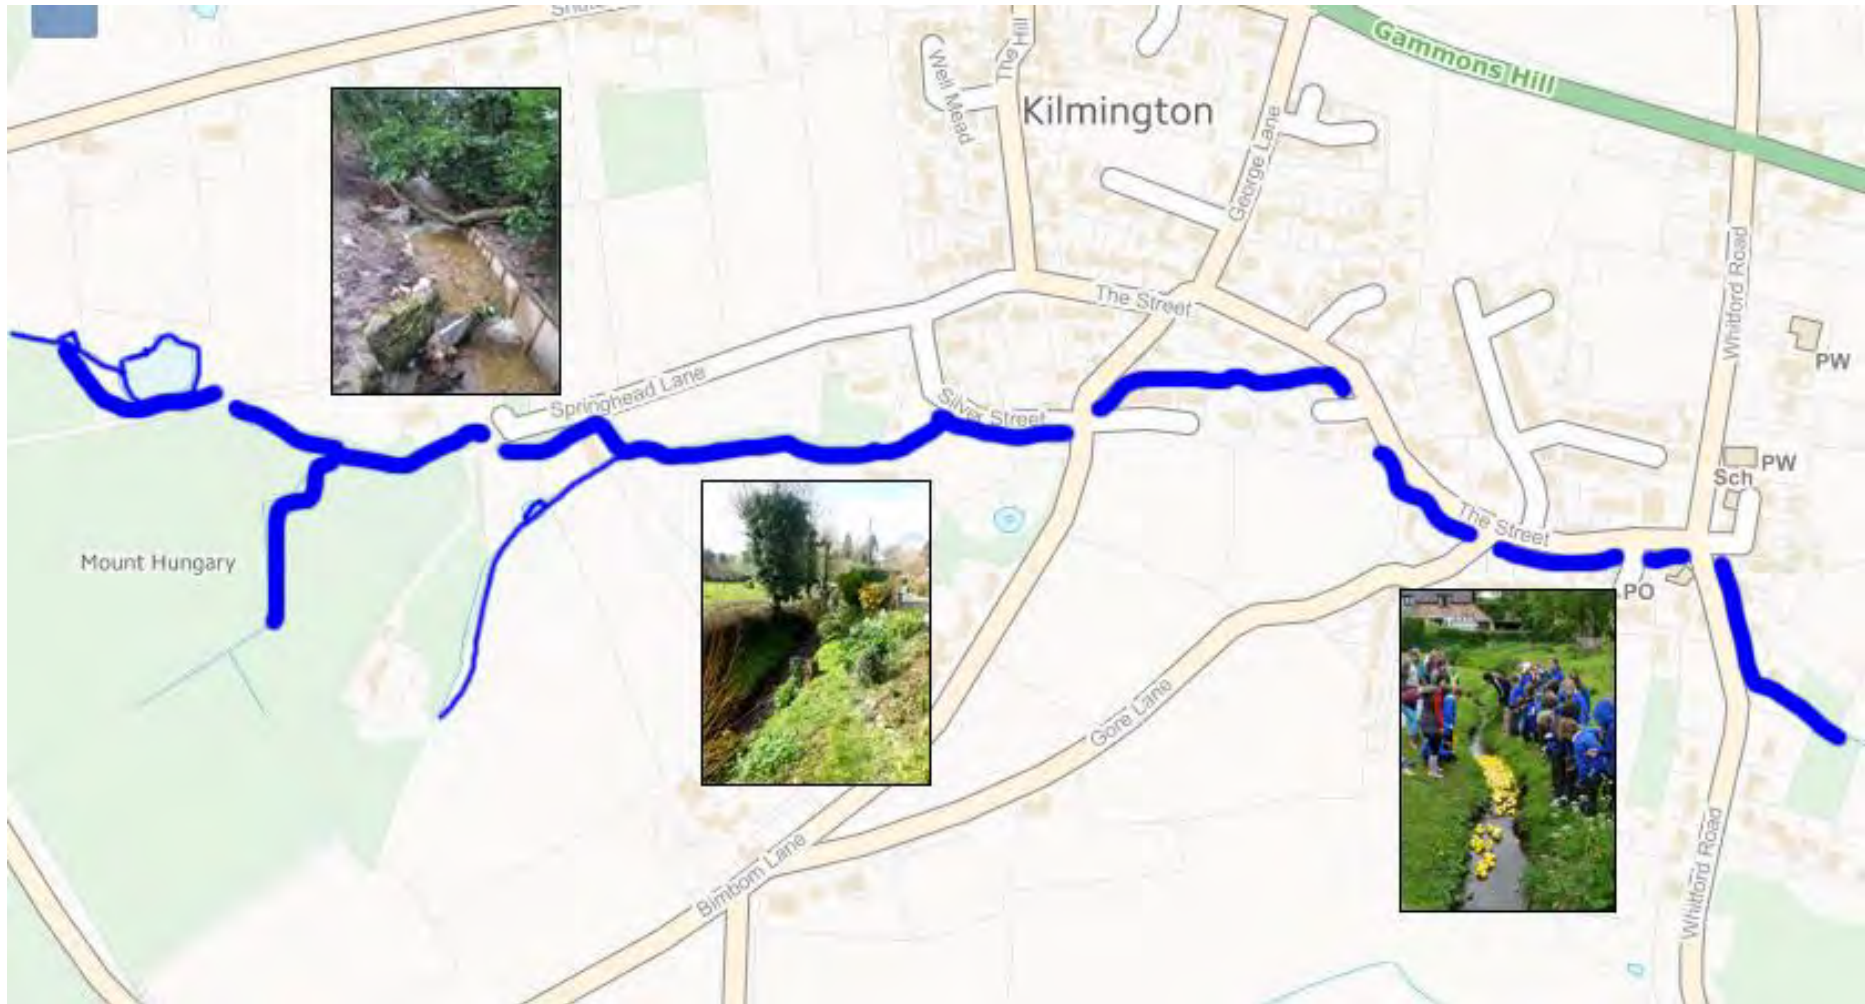 Gammons Hill
The Hill
Well Mead
Kilmington
George Lane
The Street
Whitford Road
PW
Springhead Lane
Silver Street
PW
Sch
The Street
Mount Hungary
PO
Gore Lane
Bimbom Lane
Whitford Road